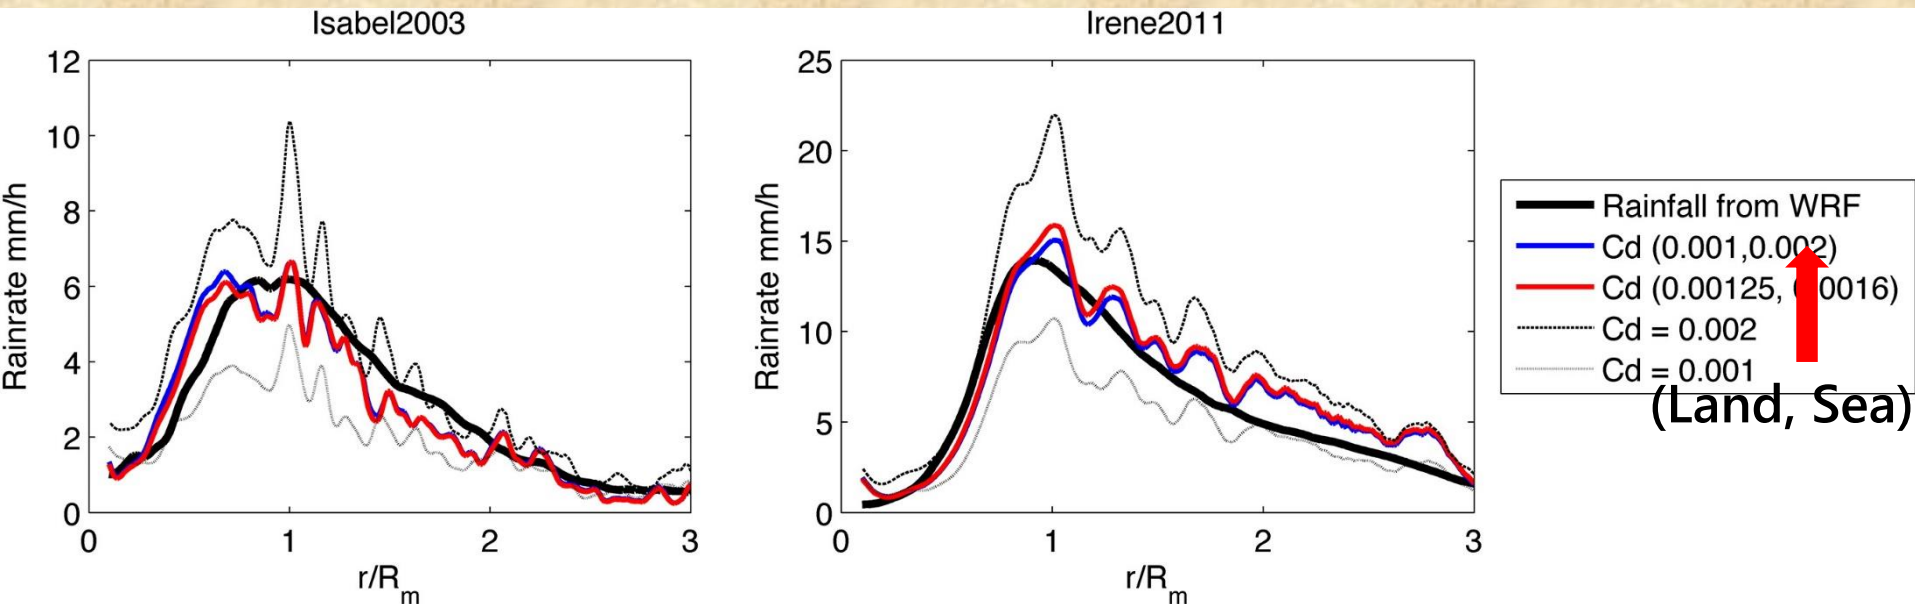 Isabel2003
12
10
8
6
4
2
0
0 1 2 3
Rainrate mm/h
r/Rm
Irene2011
25
20
15
10
5
0
0 1 2 3
Rainrate mm/h
r/Rm
Rainfall from WRF
Cd (0.001,0.002)
Cd (0.00125, 0.0016)
Cd = 0.002
Cd = 0.001
(Land, Sea)